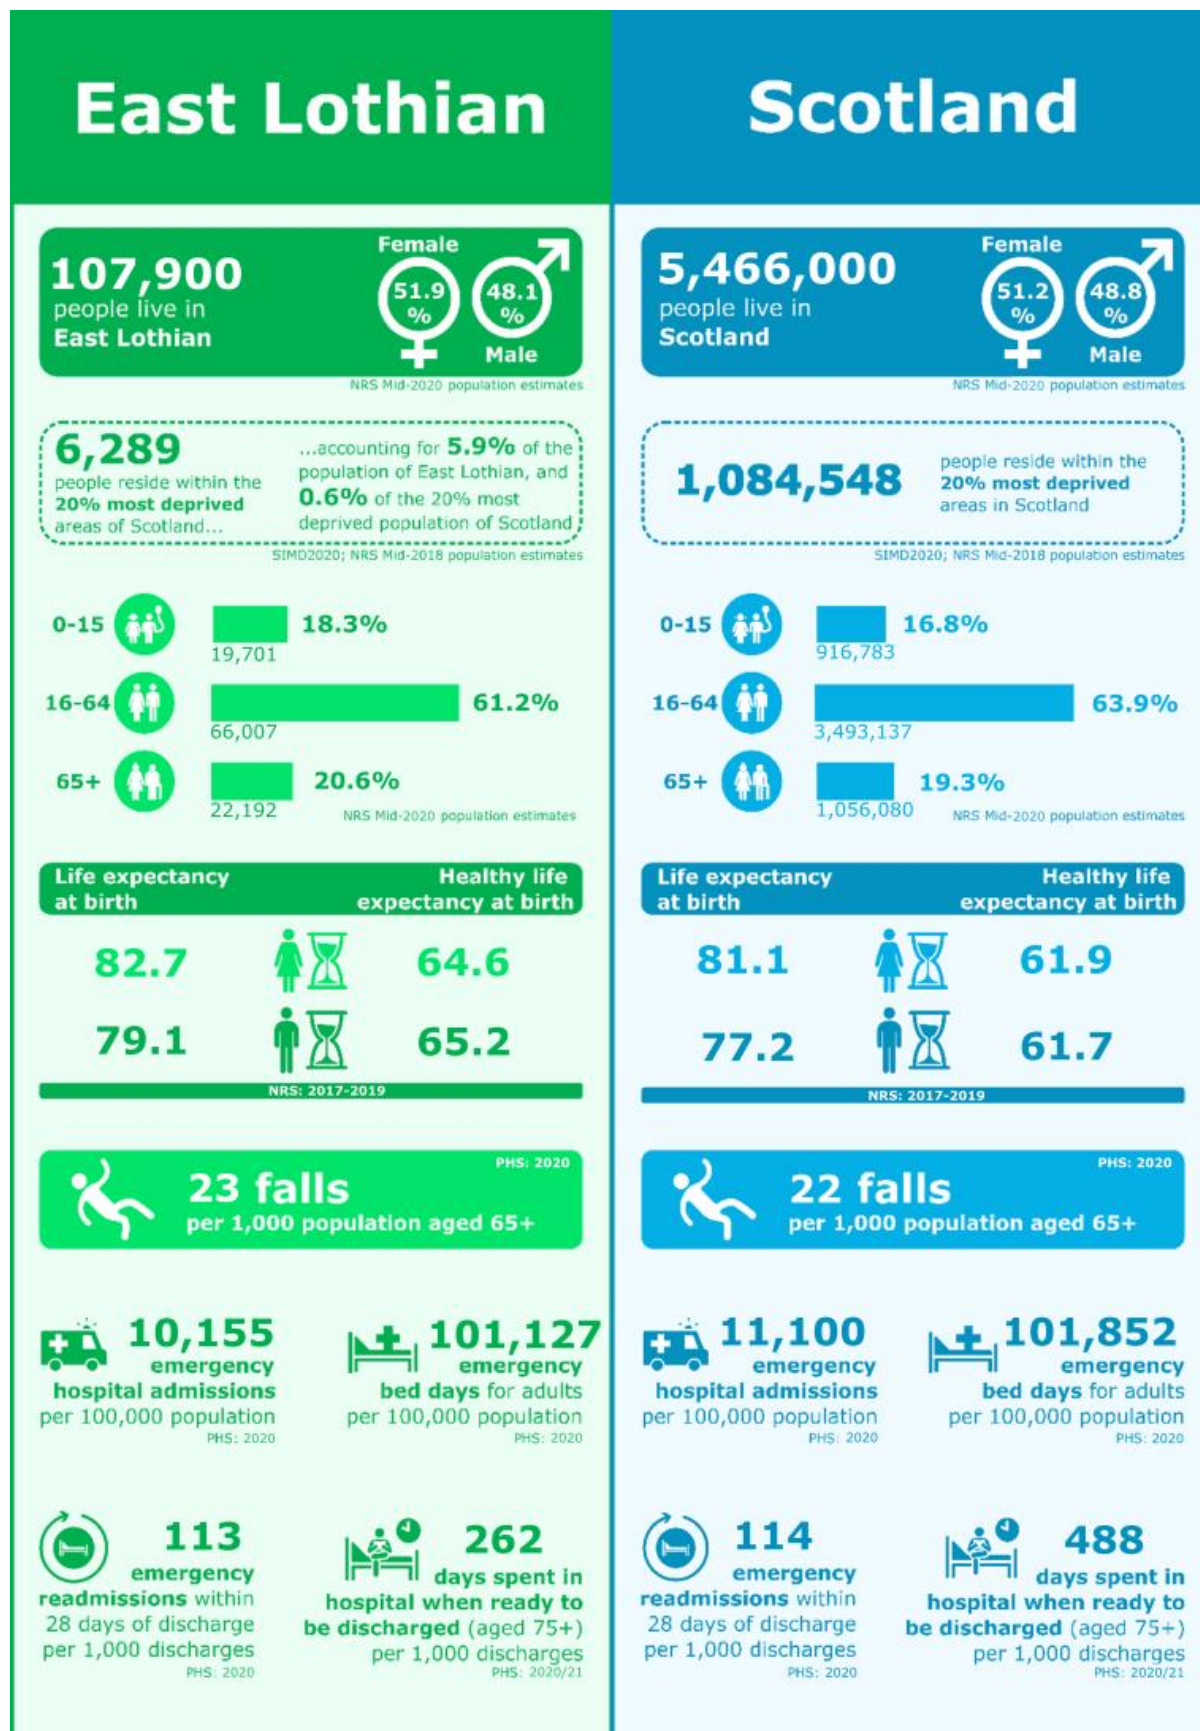 East Lothian
107,900
people live in
East Lothian
Female
51.9
%
48.1
%
Male
NRS Mid-2020 population estimates
6,289
people reside within the
20% most deprived
areas of Scotland...
...accounting for 5.9% of the
population of East Lothian, and
0.6% of the 20% most
deprived population of Scotland
SIMD2020; NRS Mid-2018 population estimates
0-15
18.3%
19,701
16-64
61.2%
66,007
65+
20.6%
22,192
NRS Mid-2020 population estimates
Life expectancy
at birth
Healthy life
expectancy at birth
82.7
64.6
79.1
65.2
NRS: 2017-2019
PHS: 2020
23 falls
per 1,000 population aged 65+
10,155
emergency
hospital admissions
per 100,000 population
PHS: 2020
101,127
emergency
bed days for adults
per 100,000 population
PHS: 2020
113
emergency
readmissions within
28 days of discharge
per 1,000 discharges
PHS: 2020
262
days spent in
hospital when ready to
be discharged (aged 75+)
per 1,000 discharges
PHS: 2020/21
Scotland
5,466,000
people live in
Scotland
Female
51.2
%
48.8
%
Male
NRS Mid-2020 population estimates
1,084,548
people reside within the
20% most deprived
areas in Scotland
SIMD2020; NRS Mid-2018 population estimates
0-15
16.8%
916,783
16-64
63.9%
3,493,137
65+
19.3%
1,056,080
NRS Mid-2020 population estimates
Life expectancy
at birth
Healthy life
expectancy at birth
81.1
61.9
77.2
61.7
NRS: 2017-2019
PHS: 2020
22 falls
per 1,000 population aged 65+
11,100
emergency
hospital admissions
per 100,000 population
PHS: 2020
101,852
emergency
bed days for adults
per 100,000 population
PHS: 2020
114
emergency
readmissions within
28 days of discharge
per 1,000 discharges
PHS: 2020
488
days spent in
hospital when ready to
be discharged (aged 75+)
per 1,000 discharges
PHS: 2020/21